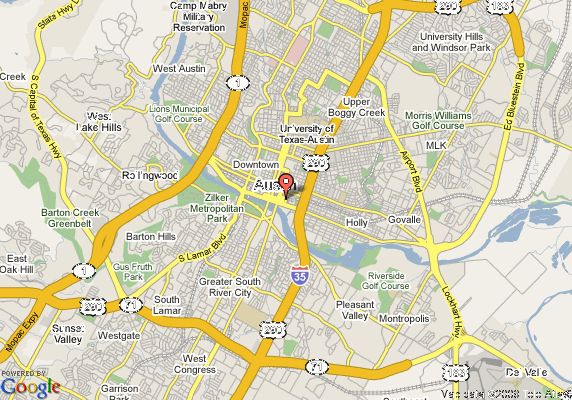 Camp Mabry
Military
Reservation
290
183
State Hwy L
Mopac
University Hills
and Windsor Park
West Austin
1
Creek
S Capital of Texas Hwy
Lions Municipal
Golf Course
Upper
Boggy Creek
Morris Williams
Golf Course
Ed Bluestein Blvd
West
Lake Hills
University of
Texas-Austin
MLK
Airport Blvd
Downtown
290
Rollingwood
Austin
Zilker
Metropolitan
Park
Barton Creek
Greenbelt
Holly
Govalle
Barton Hills
S Lamar Blvd
East
Oak Hill
1
Gus Fruth
Park
35
Riverside
Golf Course
Greater South
River City
290
71
South
Lamar
Pleasant
Valley
Montropolis
Lockhart Hwy
Mopac Expy
Sunset
Valley
Westgate
290
West
Congress
71
183
Del Valle
POWERED BY
Google
Garrison
Park
Southeast